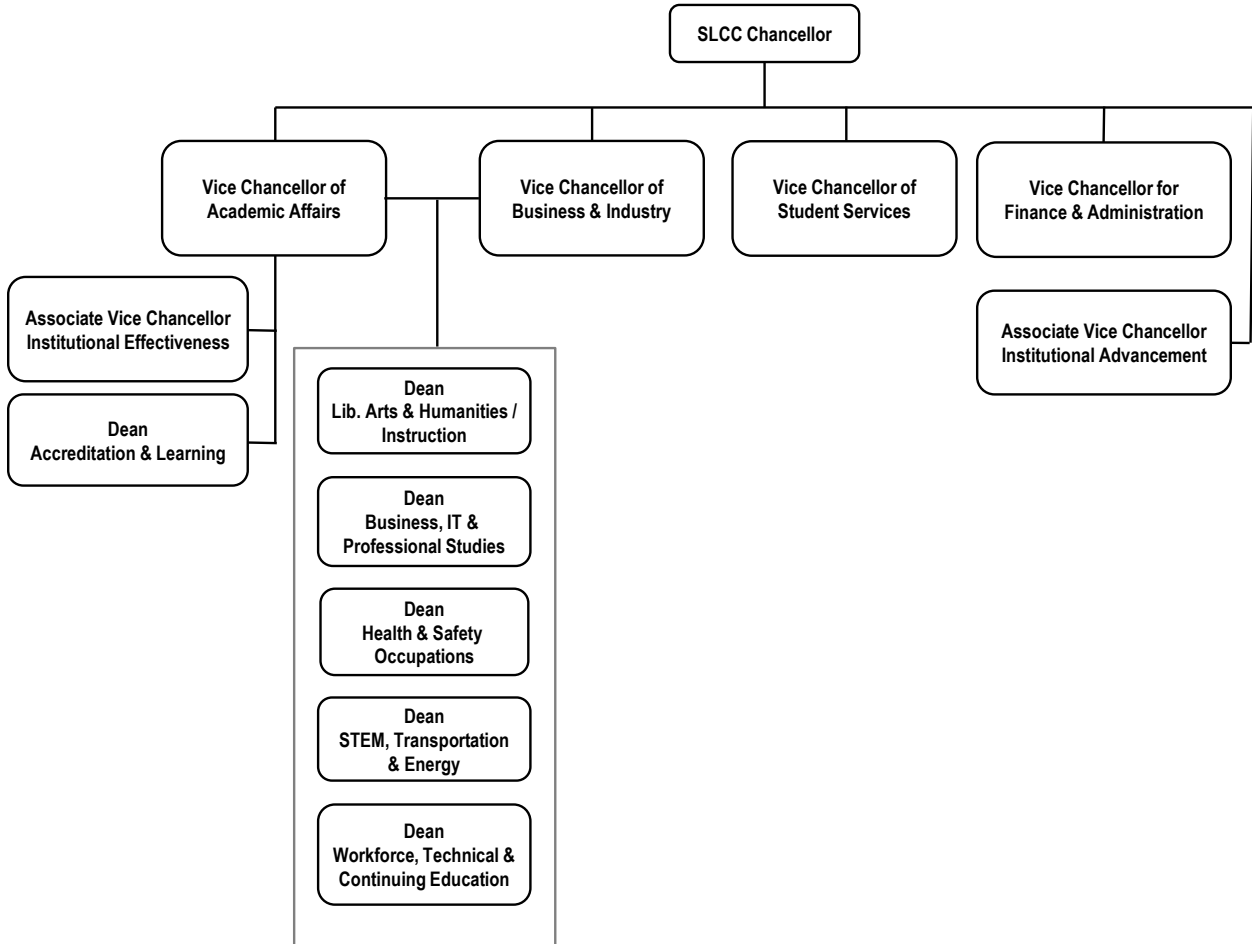 SLCC Chancellor
Vice Chancellor of
Academic Affairs
Vice Chancellor of
Business & Industry
Vice Chancellor of
Student Services
Vice Chancellor for
Finance & Administration
Associate Vice Chancellor
Institutional Effectiveness
Associate Vice Chancellor
Institutional Advancement
Dean
Accreditation & Learning
Dean
Lib. Arts & Humanities /
Instruction
Dean
Business, IT &
Professional Studies
Dean
Health & Safety
Occupations
Dean
STEM, Transportation
& Energy
Dean
Workforce, Technical &
Continuing Education